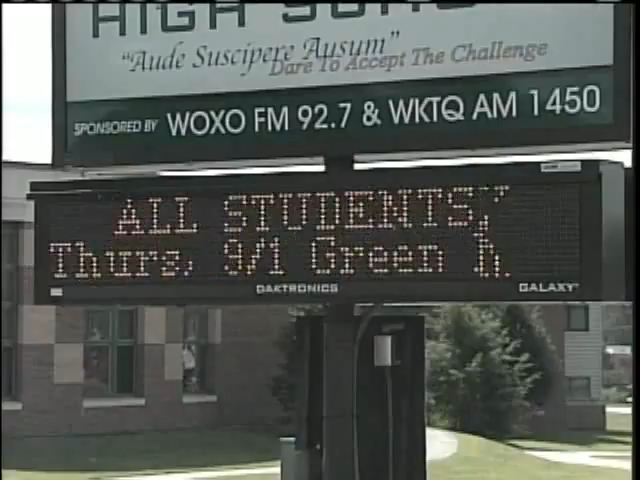 HIGH
"Aude Suscipere Ausum"
Dare To Accept The Challenge
SPONSORED BY WOXO FM 92.7 & WKTQ AM 1450
ALL STUDENTS,
Thurs, 9/1 Green
DAKTRONICS GALAXY